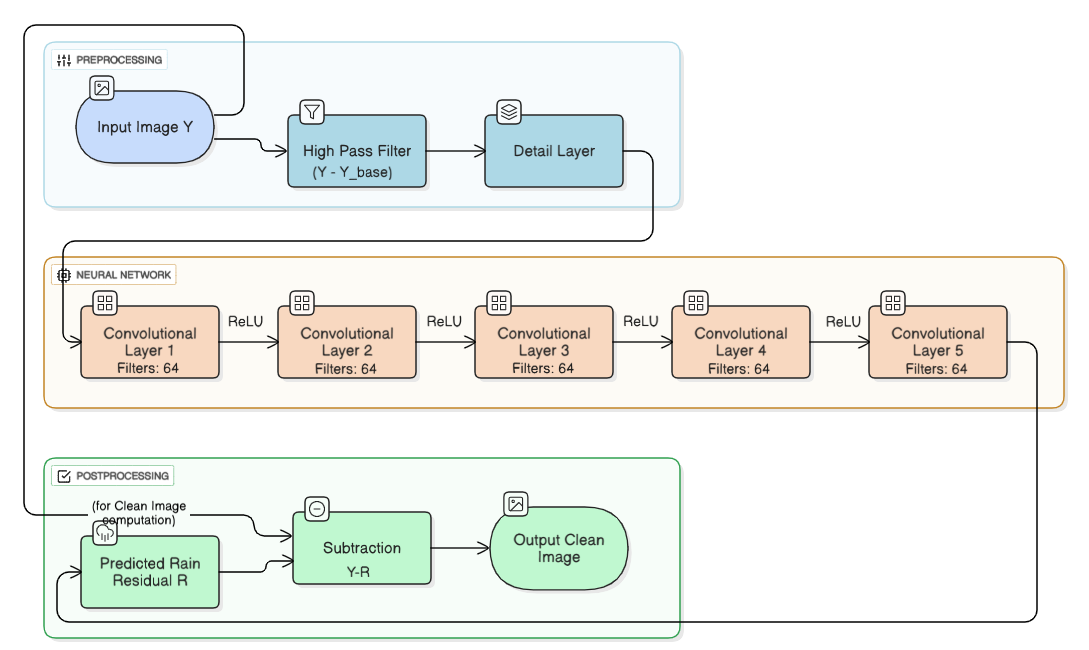 PREPROCESSING
Input Image Y
High Pass Filter
(Y - Y_base)
Detail Layer
NEURAL NETWORK
Convolutional
Layer 1
Filters: 64
ReLU
Convolutional
Layer 2
Filters: 64
ReLU
Convolutional
Layer 3
Filters: 64
ReLU
Convolutional
Layer 4
Filters: 64
ReLU
Convolutional
Layer 5
Filters: 64
POSTPROCESSING
(for Clean Image
computation)
Predicted Rain
Residual R
Subtraction
Y-R
Output Clean
Image